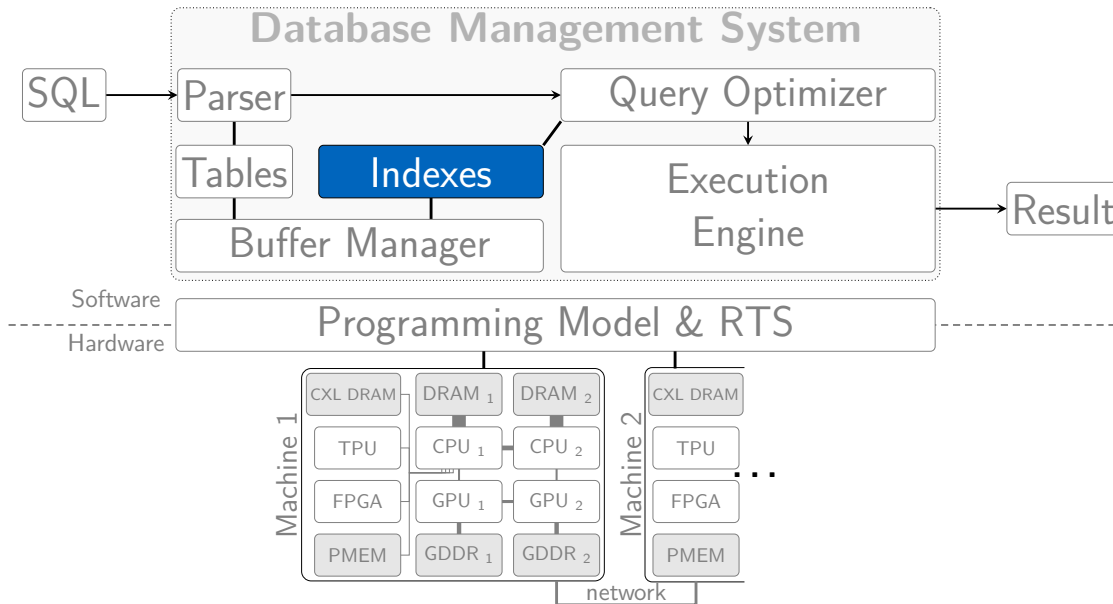 Database Management System
SQL
Parser
Query Optimizer
Tables
Indexes
Execution
Engine
Result
Buffer Manager
Software
Hardware
Programming Model & RTS
Machine 1
CXL DRAM
DRAM 1
DRAM 2
TPU
CPU 1
CPU 2
FPGA
GPU 1
GPU 2
PMEM
GDDR 1
GDDR 2
Machine 2
CXL DRAM
TPU
...
FPGA
PMEM
network